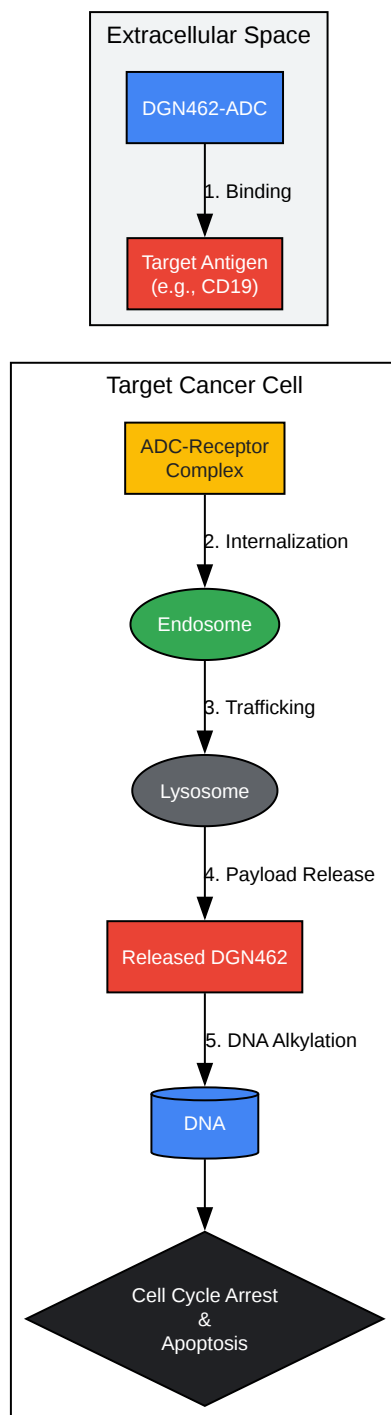 Extracellular Space
DGN462-ADC
1. Binding
Target Antigen
(e.g., CD19)
Target Cancer Cell
ADC-Receptor
Complex
2. Internalization
Endosome
3. Trafficking
Lysosome
4. Payload Release
Released DGN462
5. DNA Alkylation
DNA
Cell Cycle Arrest
&
Apoptosis